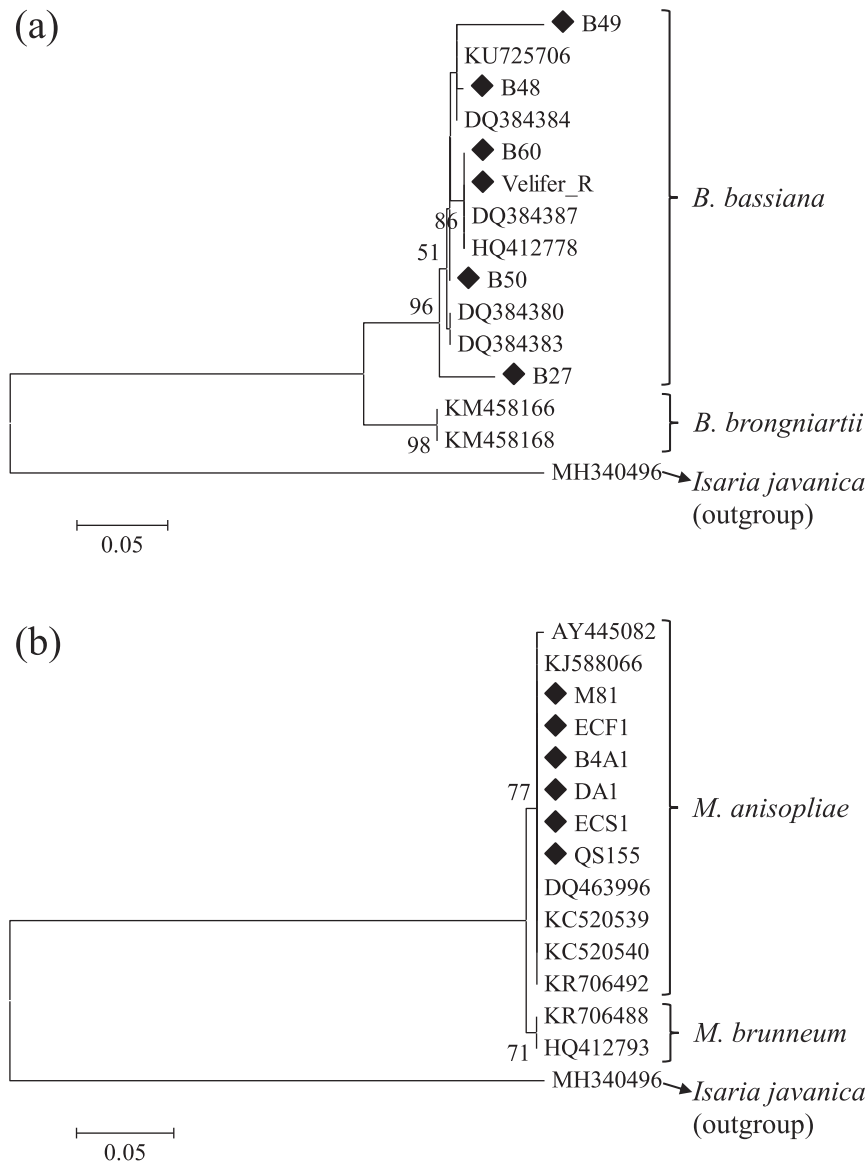 (a)
B49
KU725706
B48
DQ384384
B60
Velifer_R
DQ384387
86
HQ412778
51
B50
96
DQ384380
DQ384383
B27
B. bassiana
KM458166
98
KM458168
B. brongniartii
MH340496
Isaria javanica
(outgroup)
0.05
(b)
AY445082
KJ588066
M81
ECF1
B4A1
77
DA1
ECS1
QS155
DQ463996
KC520539
KC520540
KR706492
M. anisopliae
KR706488
71
HQ412793
M. brunneum
MH340496
Isaria javanica
(outgroup)
0.05